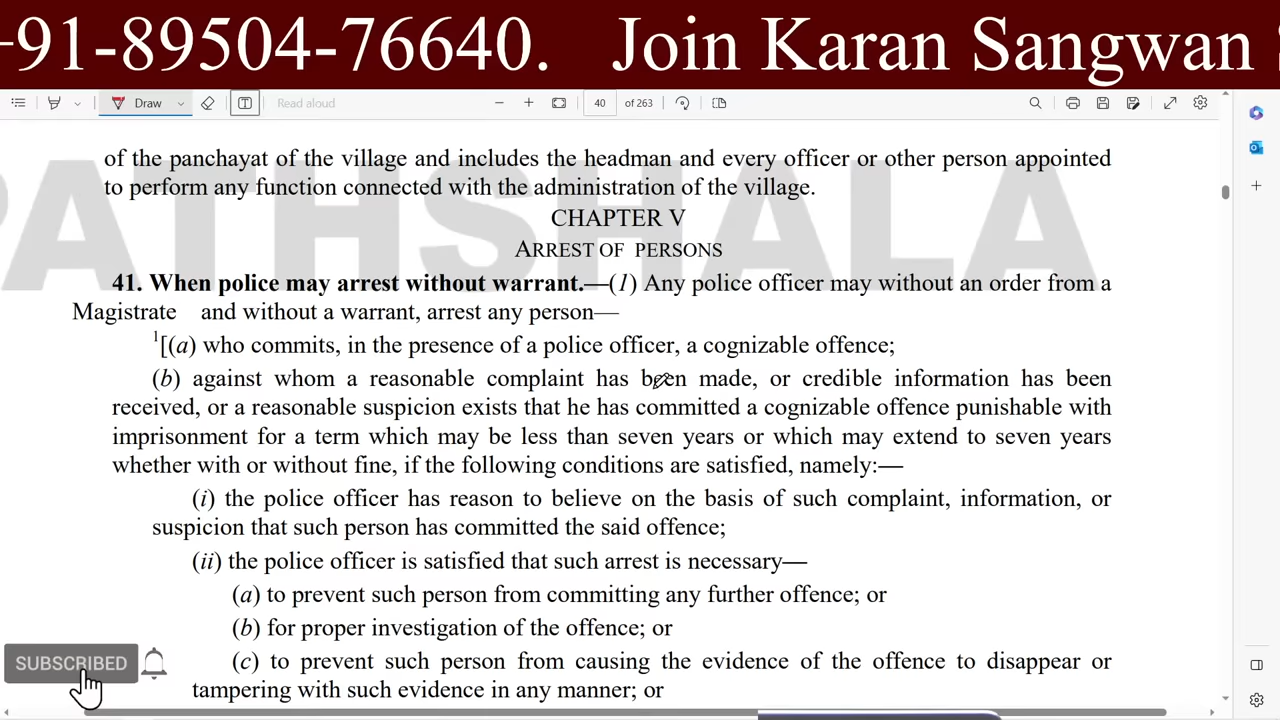 +91-89504-76640. Join Karan Sangwan
Draw
Read aloud
40 of 263
PATHSHALA
of the panchayat of the village and includes the headman and every officer or other person appointed
to perform any function connected with the administration of the village.
CHAPTER V
ARREST OF PERSONS
41. When police may arrest without warrant.—(1) Any police officer may without an order from a
Magistrate and without a warrant, arrest any person—
1[(a) who commits, in the presence of a police officer, a cognizable offence;
(b) against whom a reasonable complaint has been made, or credible information has been
received, or a reasonable suspicion exists that he has committed a cognizable offence punishable with
imprisonment for a term which may be less than seven years or which may extend to seven years
whether with or without fine, if the following conditions are satisfied, namely:—
(i) the police officer has reason to believe on the basis of such complaint, information, or
suspicion that such person has committed the said offence;
(ii) the police officer is satisfied that such arrest is necessary—
(a) to prevent such person from committing any further offence; or
(b) for proper investigation of the offence; or
(c) to prevent such person from causing the evidence of the offence to disappear or
tampering with such evidence in any manner; or
SUBSCRIBED